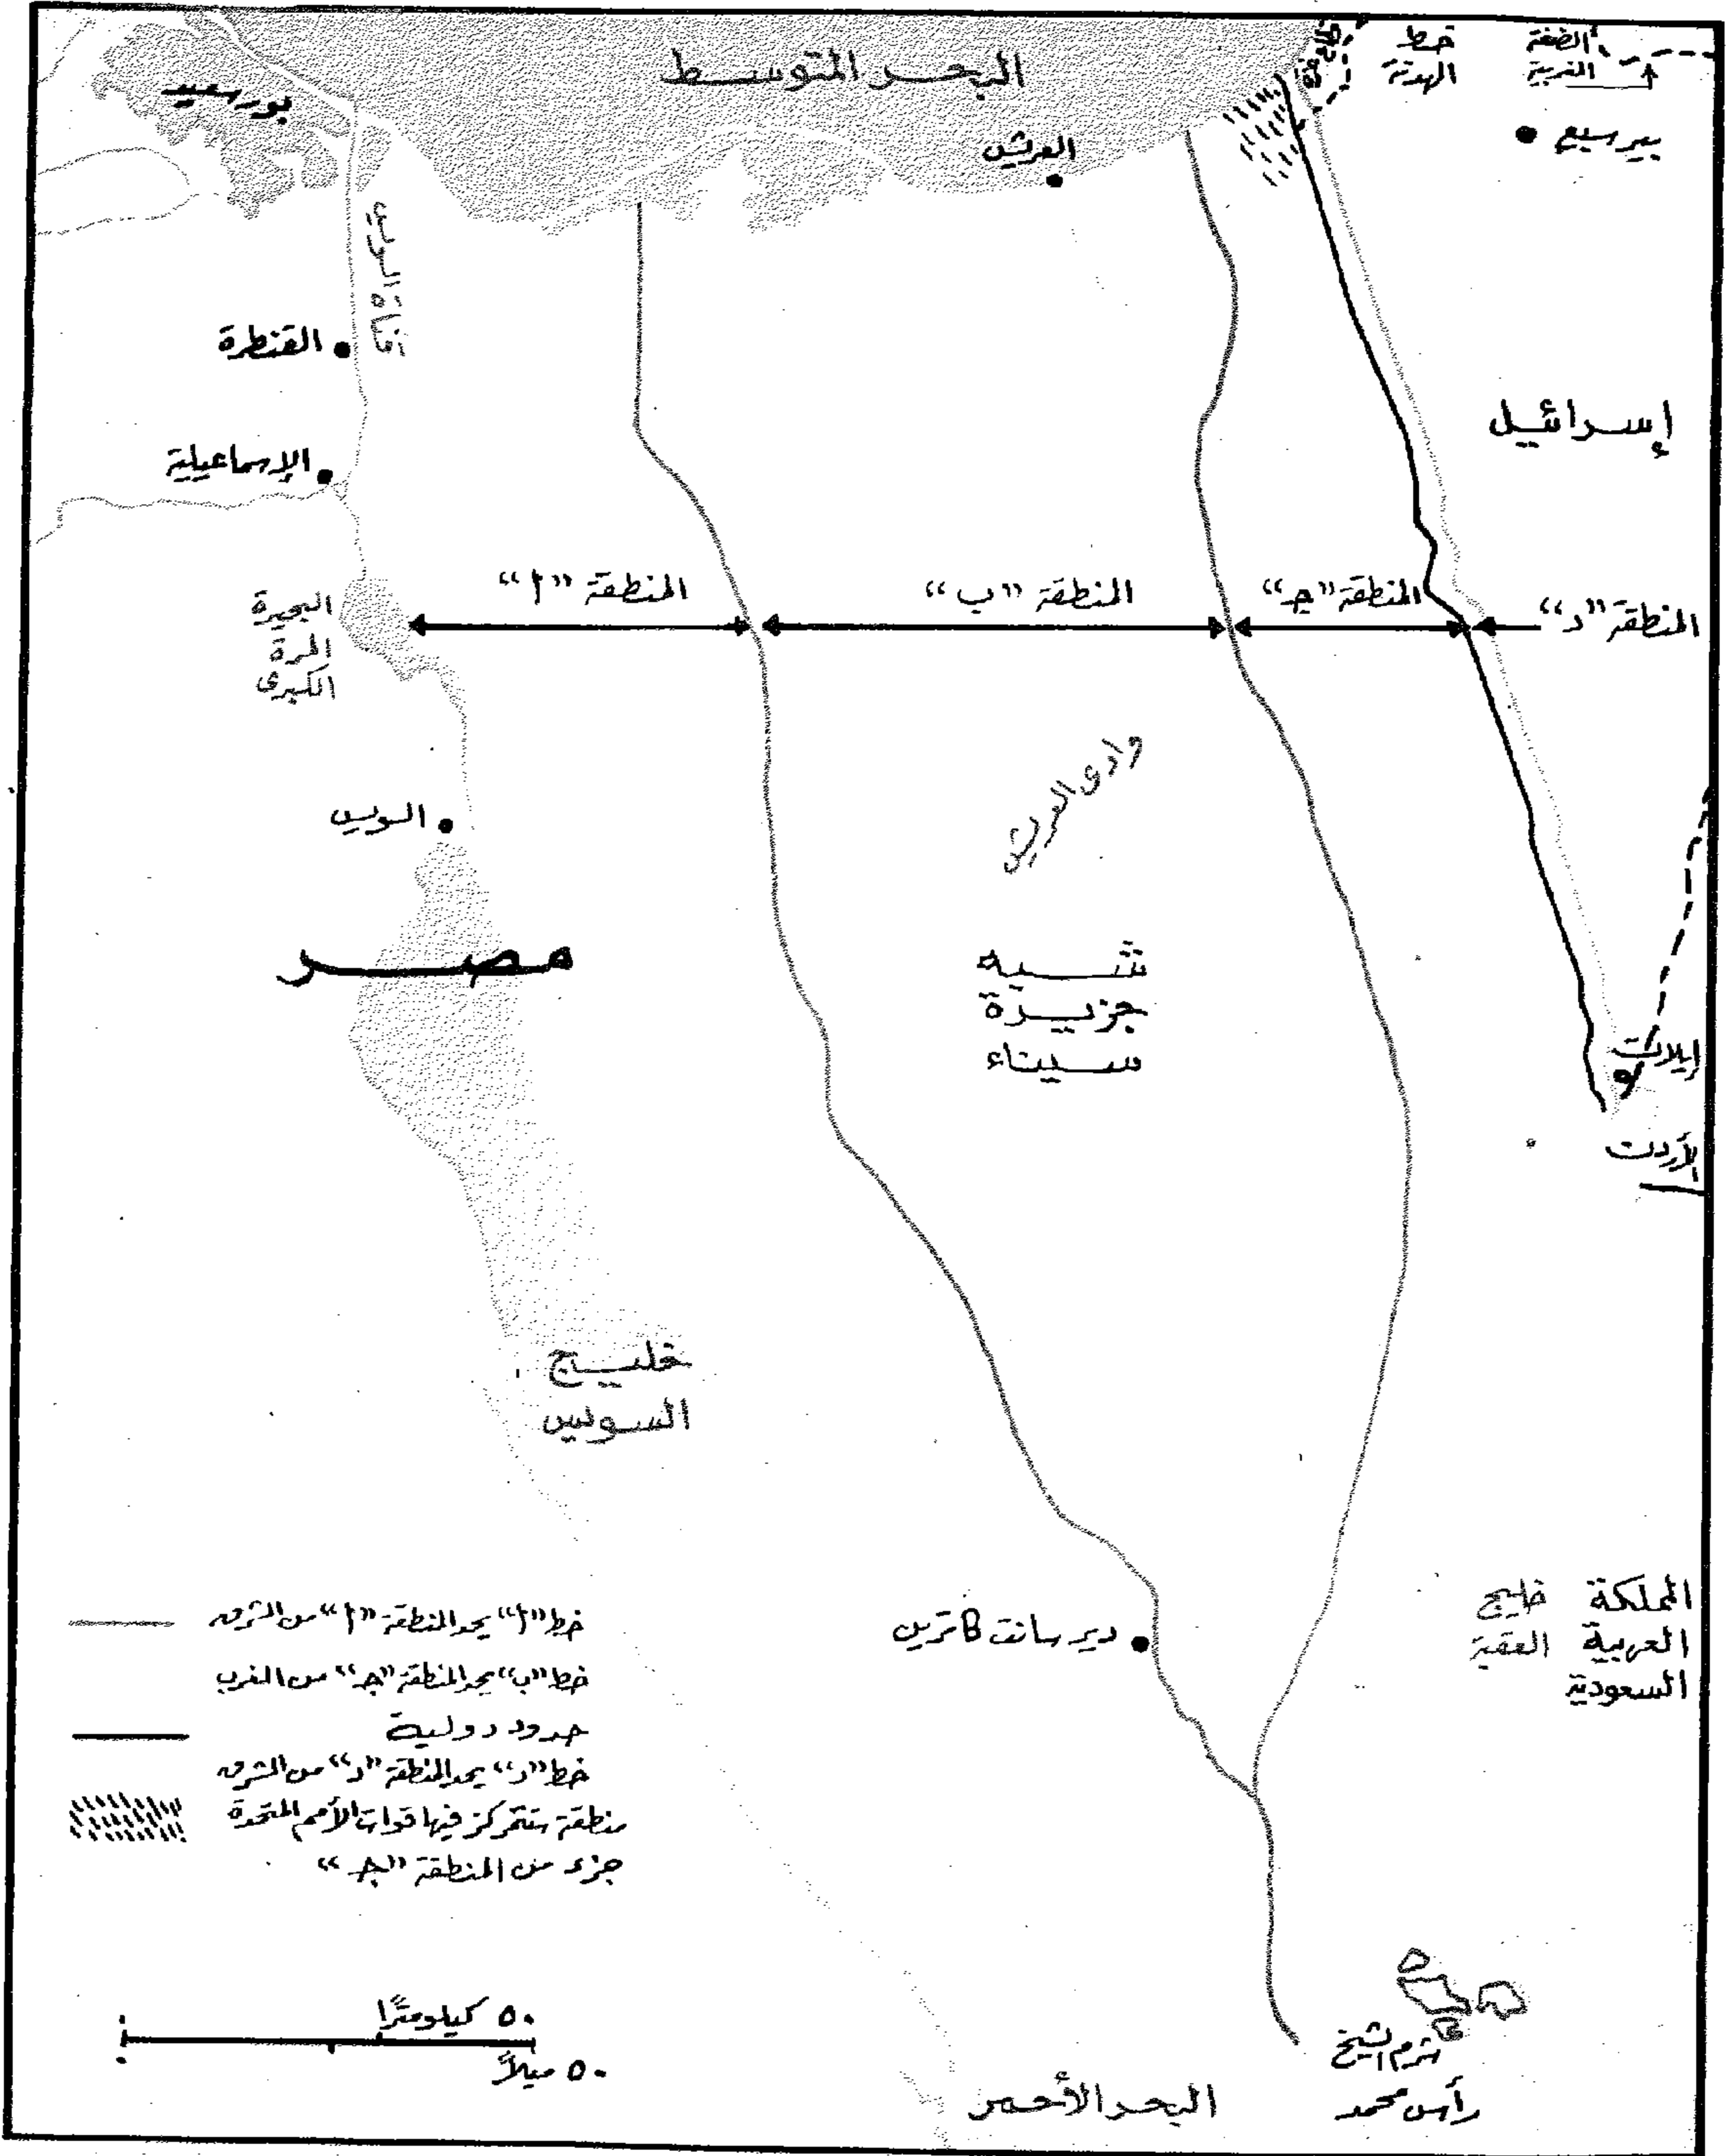 البحر المتوسط
بورسعيد
العريش
خط
الهدنة
الضفة
الغربية
بير سبع
قناة السويس
القنطرة
الإسماعيلية
إسرائيل
المنطقة "أ"
المنطقة "ب"
المنطقة "ج"
المنطقة "د"
البحيرة
المرة
الكبرى
وادى العريش
السويس
مصر
شبه
جزيرة
سيناء
إيلات
الأردن
خليج
السويس
دير سانت كاترين
المملكة
العربية
السعودية
خليج
العقبة
خط "أ" يحد المنطقة "أ" من الشرق
خط "ب" يحد المنطقة "ج" من الغرب
حدود دولية
خط "د" يحد المنطقة "د" من الشرق
منطقة ستتمركز فيها قوات الأمم المتحدة
جزء من المنطقة "ج"
٥٠ كيلومترًا
٥٠ ميلاً
شرم الشيخ
رأس محمد
البحر الأحمر